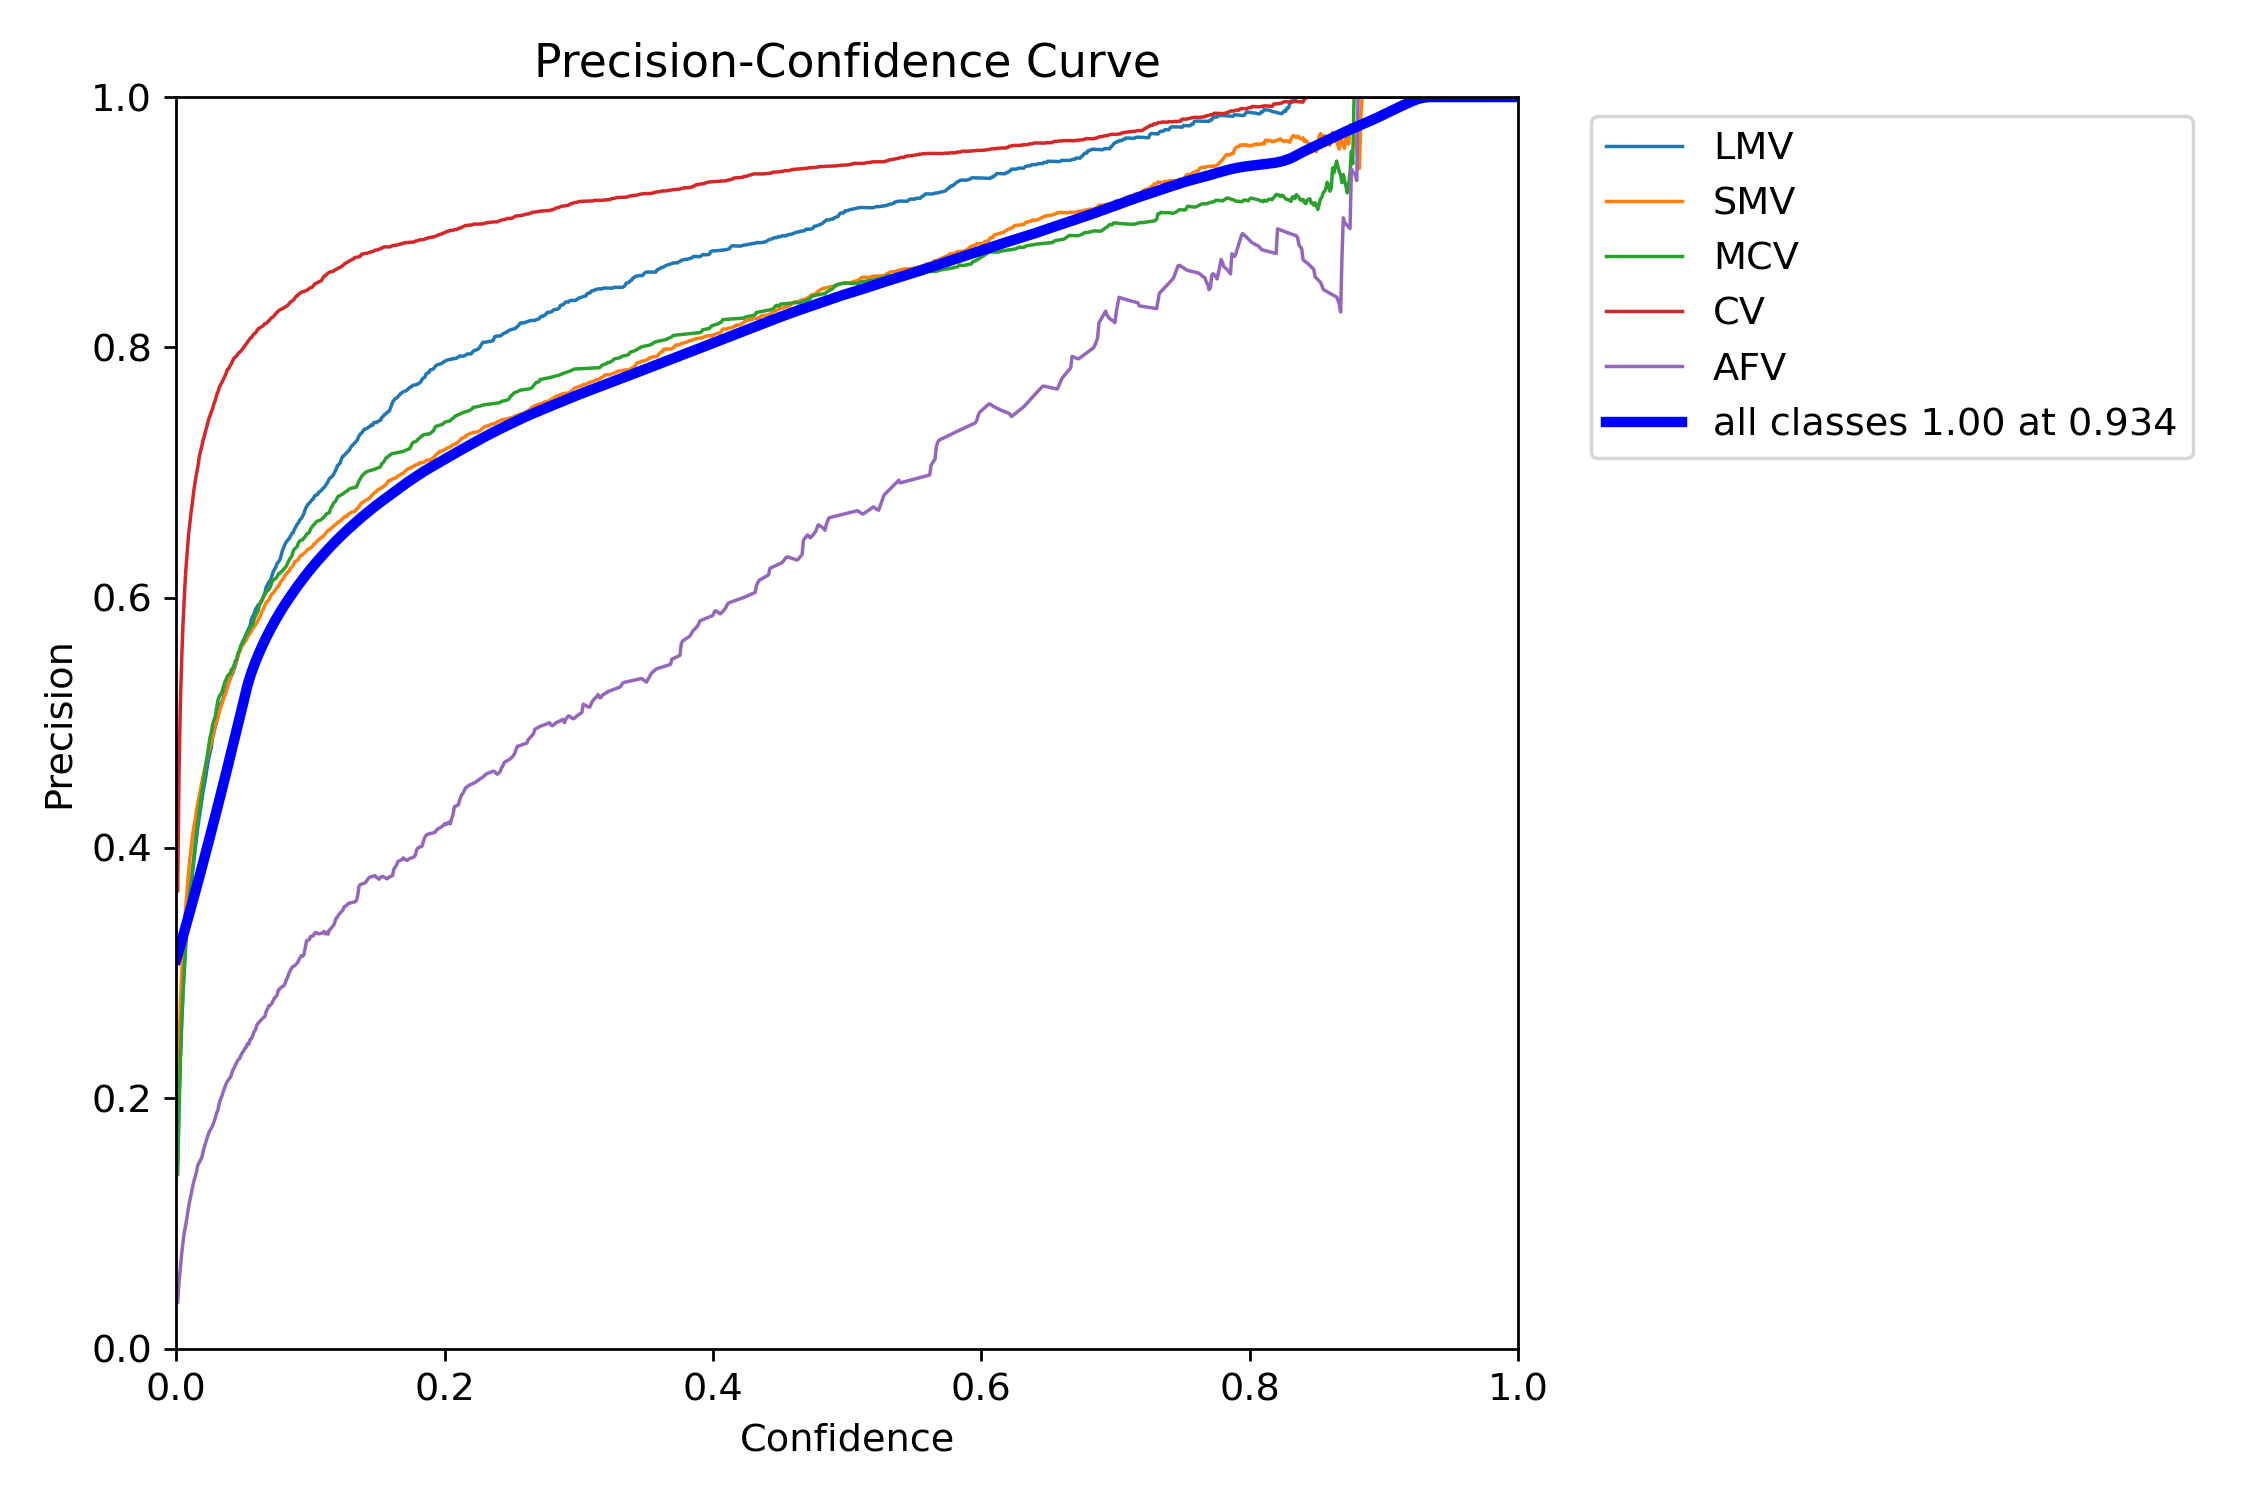 Precision-Confidence Curve
1.0
0.8
0.6
0.4
0.2
0.0
Precision
0.0 0.2 0.4 0.6 0.8 1.0
Confidence
LMV
SMV
MCV
CV
AFV
all classes 1.00 at 0.934